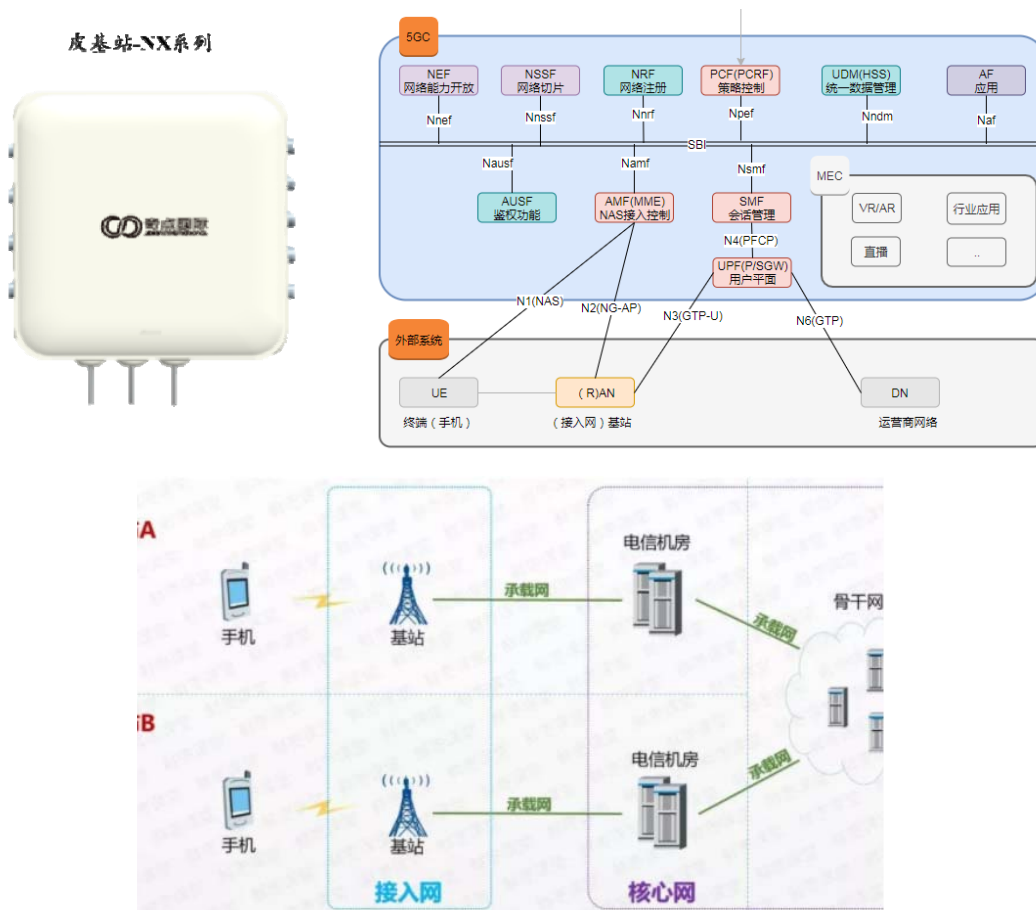 皮基站-NX系列
5GC
NEF
网络能力开放
NSSF
网络切片
NRF
网络注册
PCF(PCRF)
策略控制
UDM(HSS)
统一数据管理
AF
应用
Nnef
Nnssf
Nnrf
Npef
Nndm
Naf
SBI
Nausf
Namf
Nsmf
MEC
AUSF
鉴权功能
AMF(MME)
NAS接入控制
SMF
会话管理
VR/AR
行业应用
直播
..
N4(PFCP)
UPF(P/SGW)
用户平面
N1(NAS)
N2(NG-AP)
N3(GTP-U)
N6(GTP)
外部系统
UE
(R)AN
DN
终端(手机)
(接入网)基站
运营商网络
A
手机
基站
承载网
电信机房
承载网
骨干网
B
手机
基站
承载网
电信机房
承载网
接入网
核心网